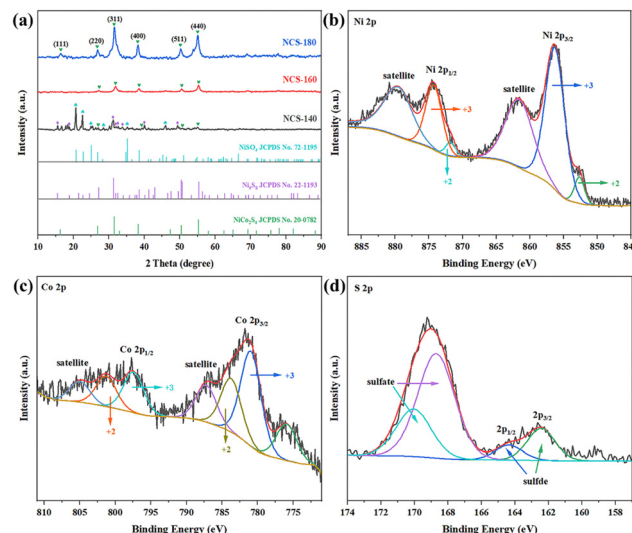 (a)
(111)
(220)
(311)
(400)
(511)
(440)
NCS-180
NCS-160
NCS-140
NiSO4 JCPDS No. 72-1195
JCPDS No. 22-1193
NiCo2S4 JCPDS No. 20-0782
Intensity (a.u.)
10 20 30 40 50 60 70 80 90
2 Theta (degree)
(b)
Ni 2p
satellite
Ni 2p1/2
+3
+2
satellite
Ni 2p3/2
+3
+2
Intensity (a.u.)
885 880 875 870 865 860 855 850 84
Binding Energy (eV)
(c)
Co 2p
satellite
Co 2p1/2
+3
+2
satellite
Co 2p3/2
+3
+2
Intensity (a.u.)
810 800 790 780
Binding Energy (eV)
(d)
S 2p
sulfate
2p1/2
2p3/2
sulfde
Intensity (a.u.)
174 172 170 168 166 164 162 160 158
Binding Energy (eV)